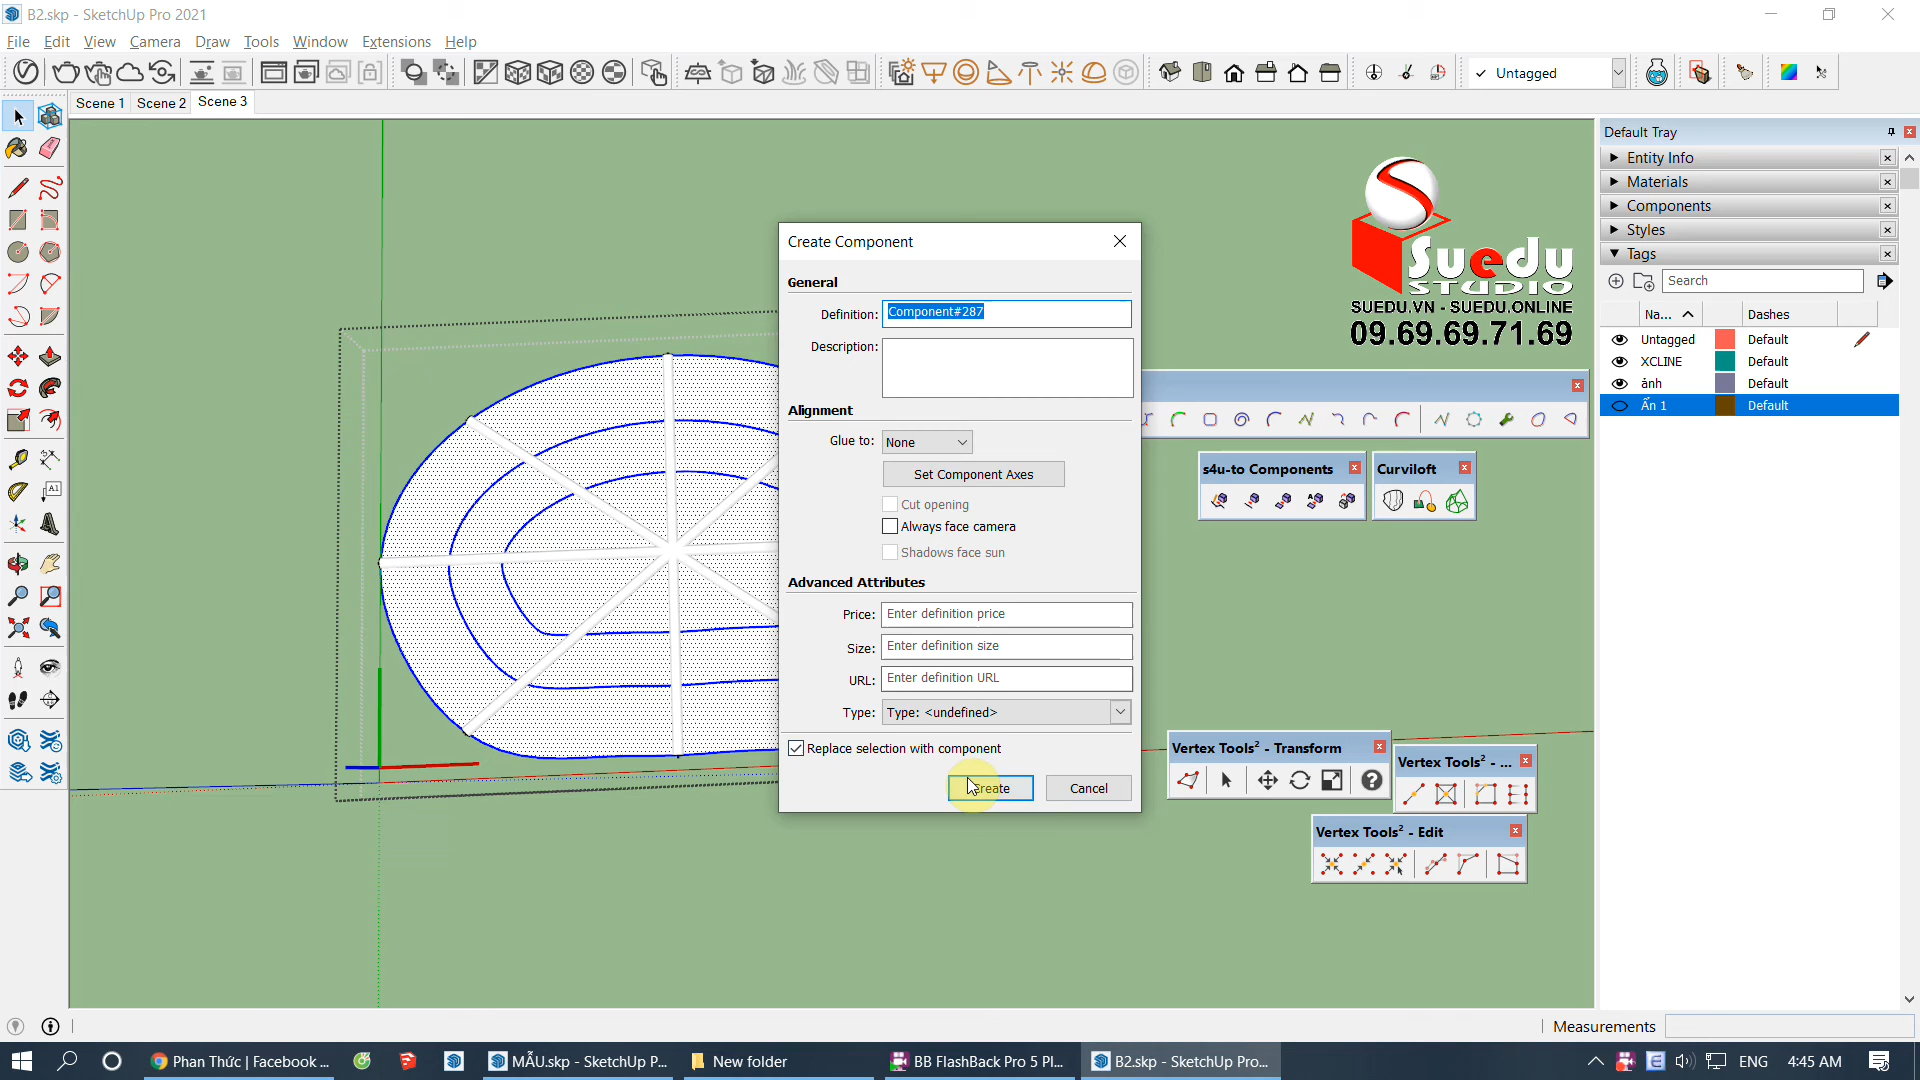 B2.skp - SketchUp Pro 2021
File Edit View Camera Draw Tools Window Extensions Help
Untagged
Scene 1 Scene 2 Scene 3
Default Tray
Entity Info
Materials
Components
Styles
Tags
Search
Na... Dashes
Untagged Default
XCLINE Default
ảnh Default
Ẩn 1 Default
Suedu
STUDIO
SUEDU.VN - SUEDU.ONLINE
09.69.69.71.69
Create Component
General
Definition: Component#287
Description:
Alignment
Glue to: None
Set Component Axes
Cut opening
Always face camera
Shadows face sun
Advanced Attributes
Price: Enter definition price
Size: Enter definition size
URL: Enter definition URL
Type: Type: <undefined>
Replace selection with component
Create Cancel
s4u-to Components
Curviloft
Vertex Tools² - Transform
Vertex Tools² - ...
Vertex Tools² - Edit
A1
Measurements
Phan Thức | Facebook ...
MẪU.skp - SketchUp P...
New folder
BB FlashBack Pro 5 Pl...
B2.skp - SketchUp Pro...
ENG
4:45 AM